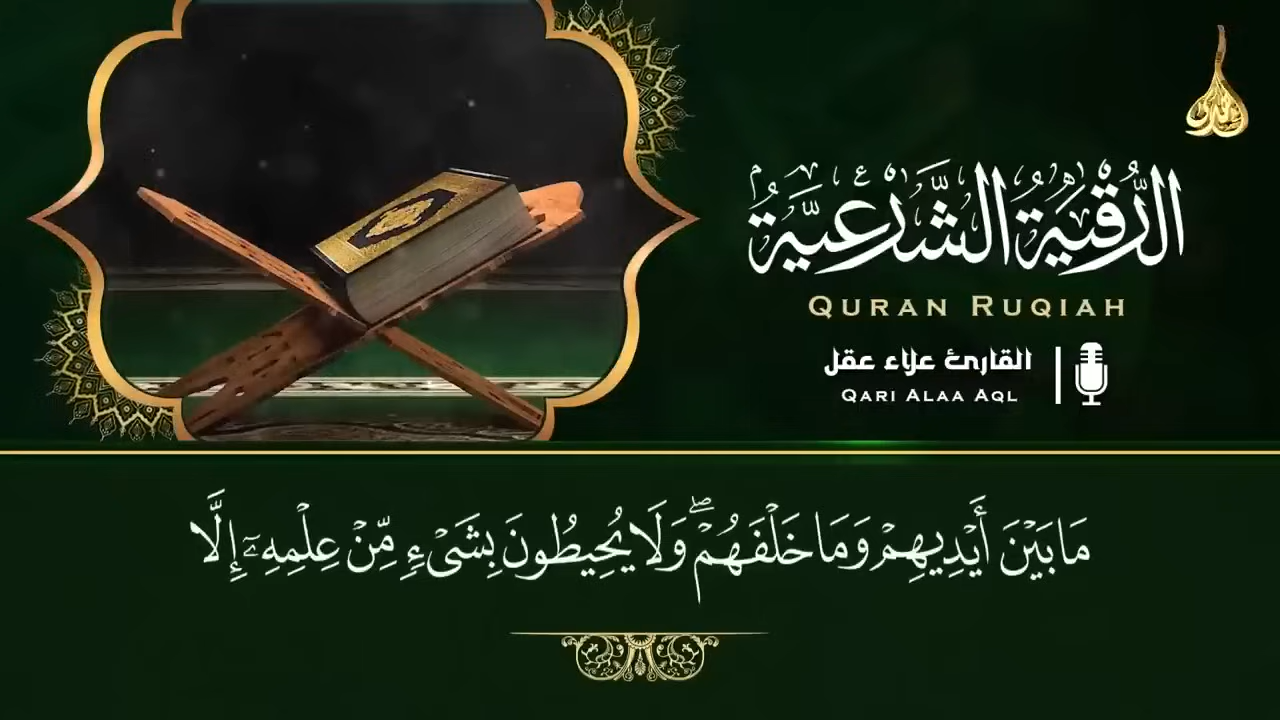 الرُّقْيَةُ الشَّرْعِيَّةُ
QURAN RUQIAH
القارئ علاء عقل
QARI ALAA AQL
مَا بَيْنَ أَيْدِيهِمْ وَمَا خَلْفَهُمْۖ وَلَا يُحِيطُونَ بِشَىْءٍ مِّنْ عِلْمِهِۦٓ إِلَّا